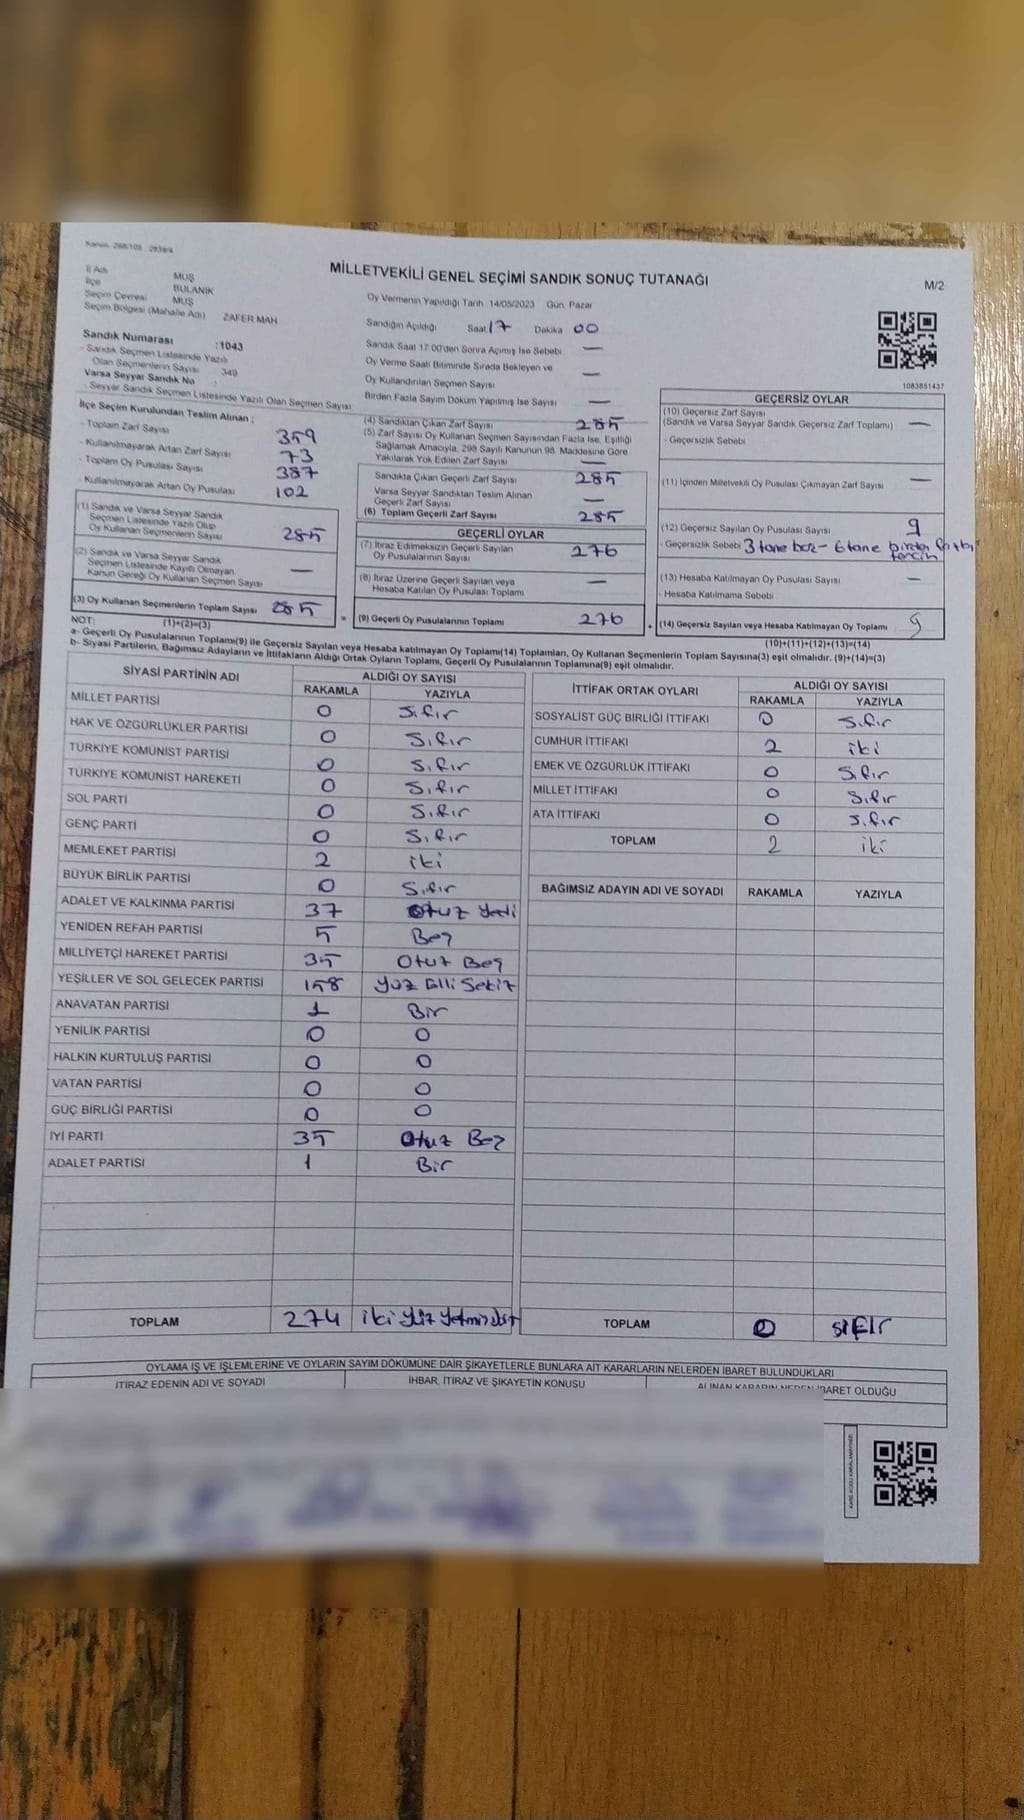 Kanun: 298/105 , 2839/4
MİLLETVEKİLİ GENEL SEÇİMİ SANDIK SONUÇ TUTANAĞI
M/2
İl Adı MUŞ
İlçe BULANIK
Seçim Çevresi MUŞ
Seçim Bölgesi (Mahalle Adı) ZAFER MAH
Sandık Numarası :1043
- Sandık Seçmen Listesinde Yazılı
Olan Seçmenlerin Sayısı 349
Varsa Seyyar Sandık No :
- Seyyar Sandık Seçmen Listesinde Yazılı Olan Seçmen Sayısı
Oy Vermenin Yapıldığı Tarih: 14/05/2023 Gün: Pazar
Sandığın Açıldığı Saat 17 Dakika 00
Sandık Saat 17.00'den Sonra Açılmış İse Sebebi —
Oy Verme Saati Bitiminde Sırada Bekleyen ve
Oy Kullandırılan Seçmen Sayısı —
Birden Fazla Sayım Döküm Yapılmış İse Sayısı —
1083851437
İlçe Seçim Kurulundan Teslim Alınan ;
- Toplam Zarf Sayısı 359
- Kullanılmayarak Artan Zarf Sayısı 73
- Toplam Oy Pusulası Sayısı 387
- Kullanılmayarak Artan Oy Pusulası 102
(1) Sandık ve Varsa Seyyar Sandık
Seçmen Listesinde Yazılı Olup
Oy Kullanan Seçmenlerin Sayısı 285
(2) Sandık ve Varsa Seyyar Sandık
Seçmen Listesinde Kayıtlı Olmayan
Kanun Gereği Oy Kullanan Seçmen Sayısı —
(3) Oy Kullanan Seçmenlerin Toplam Sayısı 285 =
(4) Sandıktan Çıkan Zarf Sayısı 285
(5) Zarf Sayısı Oy Kullanan Seçmen Sayısından Fazla İse, Eşitliği
Sağlamak Amacıyla, 298 Sayılı Kanunun 98. Maddesine Göre
Yakılarak Yok Edilen Zarf Sayısı —
Sandıkta Çıkan Geçerli Zarf Sayısı 285
Varsa Seyyar Sandıktan Teslim Alınan
Geçerli Zarf Sayısı —
(6) Toplam Geçerli Zarf Sayısı 285
GEÇERLİ OYLAR
(7) İtiraz Edilmeksizin Geçerli Sayılan
Oy Pusulalarının Sayısı 276
(8) İtiraz Üzerine Geçerli Sayılan veya
Hesaba Katılan Oy Pusulası Toplamı —
(9) Geçerli Oy Pusulalarının Toplamı 276 +
GEÇERSİZ OYLAR
(10) Geçersiz Zarf Sayısı
(Sandık ve Varsa Seyyar Sandık Geçersiz Zarf Toplamı) —
- Geçersizlik Sebebi
(11) İçinden Milletvekili Oy Pusulası Çıkmayan Zarf Sayısı —
(12) Geçersiz Sayılan Oy Pusulası Sayısı 9
- Geçersizlik Sebebi 3 tane boz - 6 tane birden fazla
tercih
(13) Hesaba Katılmayan Oy Pusulası Sayısı —
- Hesaba Katılmama Sebebi
(14) Geçersiz Sayılan veya Hesaba Katılmayan Oy Toplamı 9
NOT: (1)+(2)=(3) (10)+(11)+(12)+(13)=(14)
a- Geçerli Oy Pusulalarının Toplamı(9) ile Geçersiz Sayılan veya Hesaba katılmayan Oy Toplamı(14) Toplamları, Oy Kullanan Seçmenlerin Toplam Sayısına(3) eşit olmalıdır. (9)+(14)=(3)
b- Siyasi Partilerin, Bağımsız Adayların ve İttifakların Aldığı Ortak Oyların Toplamı, Geçerli Oy Pusulalarının Toplamına(9) eşit olmalıdır.
SİYASİ PARTİNİN ADI ALDIĞI OY SAYISI
RAKAMLA YAZIYLA
MİLLET PARTİSİ 0 Sıfır
HAK VE ÖZGÜRLÜKLER PARTİSİ 0 Sıfır
TÜRKİYE KOMÜNİST PARTİSİ 0 Sıfır
TÜRKİYE KOMÜNİST HAREKETİ 0 Sıfır
SOL PARTİ 0 Sıfır
GENÇ PARTİ 0 Sıfır
MEMLEKET PARTİSİ 2 iki
BÜYÜK BİRLİK PARTİSİ 0 Sıfır
ADALET VE KALKINMA PARTİSİ 37 Otuz Yedi
YENİDEN REFAH PARTİSİ 5 Beş
MİLLİYETÇİ HAREKET PARTİSİ 35 Otuz Beş
YEŞİLLER VE SOL GELECEK PARTİSİ 158 Yüz Elli Sekiz
ANAVATAN PARTİSİ 1 Bir
YENİLİK PARTİSİ 0 0
HALKIN KURTULUŞ PARTİSİ 0 0
VATAN PARTİSİ 0 0
GÜÇ BİRLİĞİ PARTİSİ 0 0
İYİ PARTİ 35 Otuz Beş
ADALET PARTİSİ 1 Bir
TOPLAM 274 iki Yüz Yetmiş dört
İTTİFAK ORTAK OYLARI ALDIĞI OY SAYISI
RAKAMLA YAZIYLA
SOSYALİST GÜÇ BİRLİĞİ İTTİFAKI 0 Sıfır
CUMHUR İTTİFAKI 2 iki
EMEK VE ÖZGÜRLÜK İTTİFAKI 0 Sıfır
MİLLET İTTİFAKI 0 Sıfır
ATA İTTİFAKI 0 Sıfır
TOPLAM 2 iki
BAĞIMSIZ ADAYIN ADI VE SOYADI RAKAMLA YAZIYLA
TOPLAM 0 SIFIR
OYLAMA İŞ VE İŞLEMLERİNE VE OYLARIN SAYIM DÖKÜMÜNE DAİR ŞİKAYETLERLE BUNLARA AİT KARARLARIN NELERDEN İBARET BULUNDUKLARI
İTİRAZ EDENİN ADI VE SOYADI İHBAR, İTİRAZ VE ŞİKAYETİN KONUSU ALINAN KARARIN NEDEN İBARET OLDUĞU